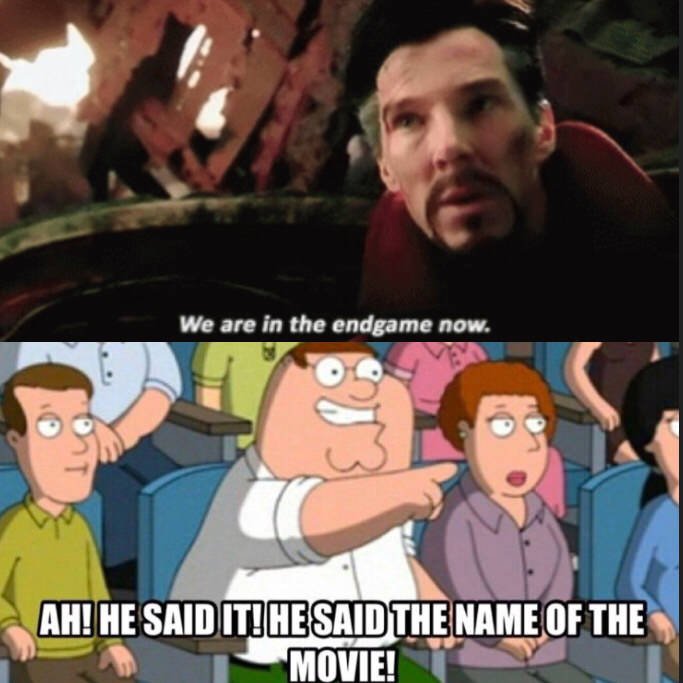 We are in the endgame now.
AH! HE SAID IT! HE SAID THE NAME OF THE
MOVIE!